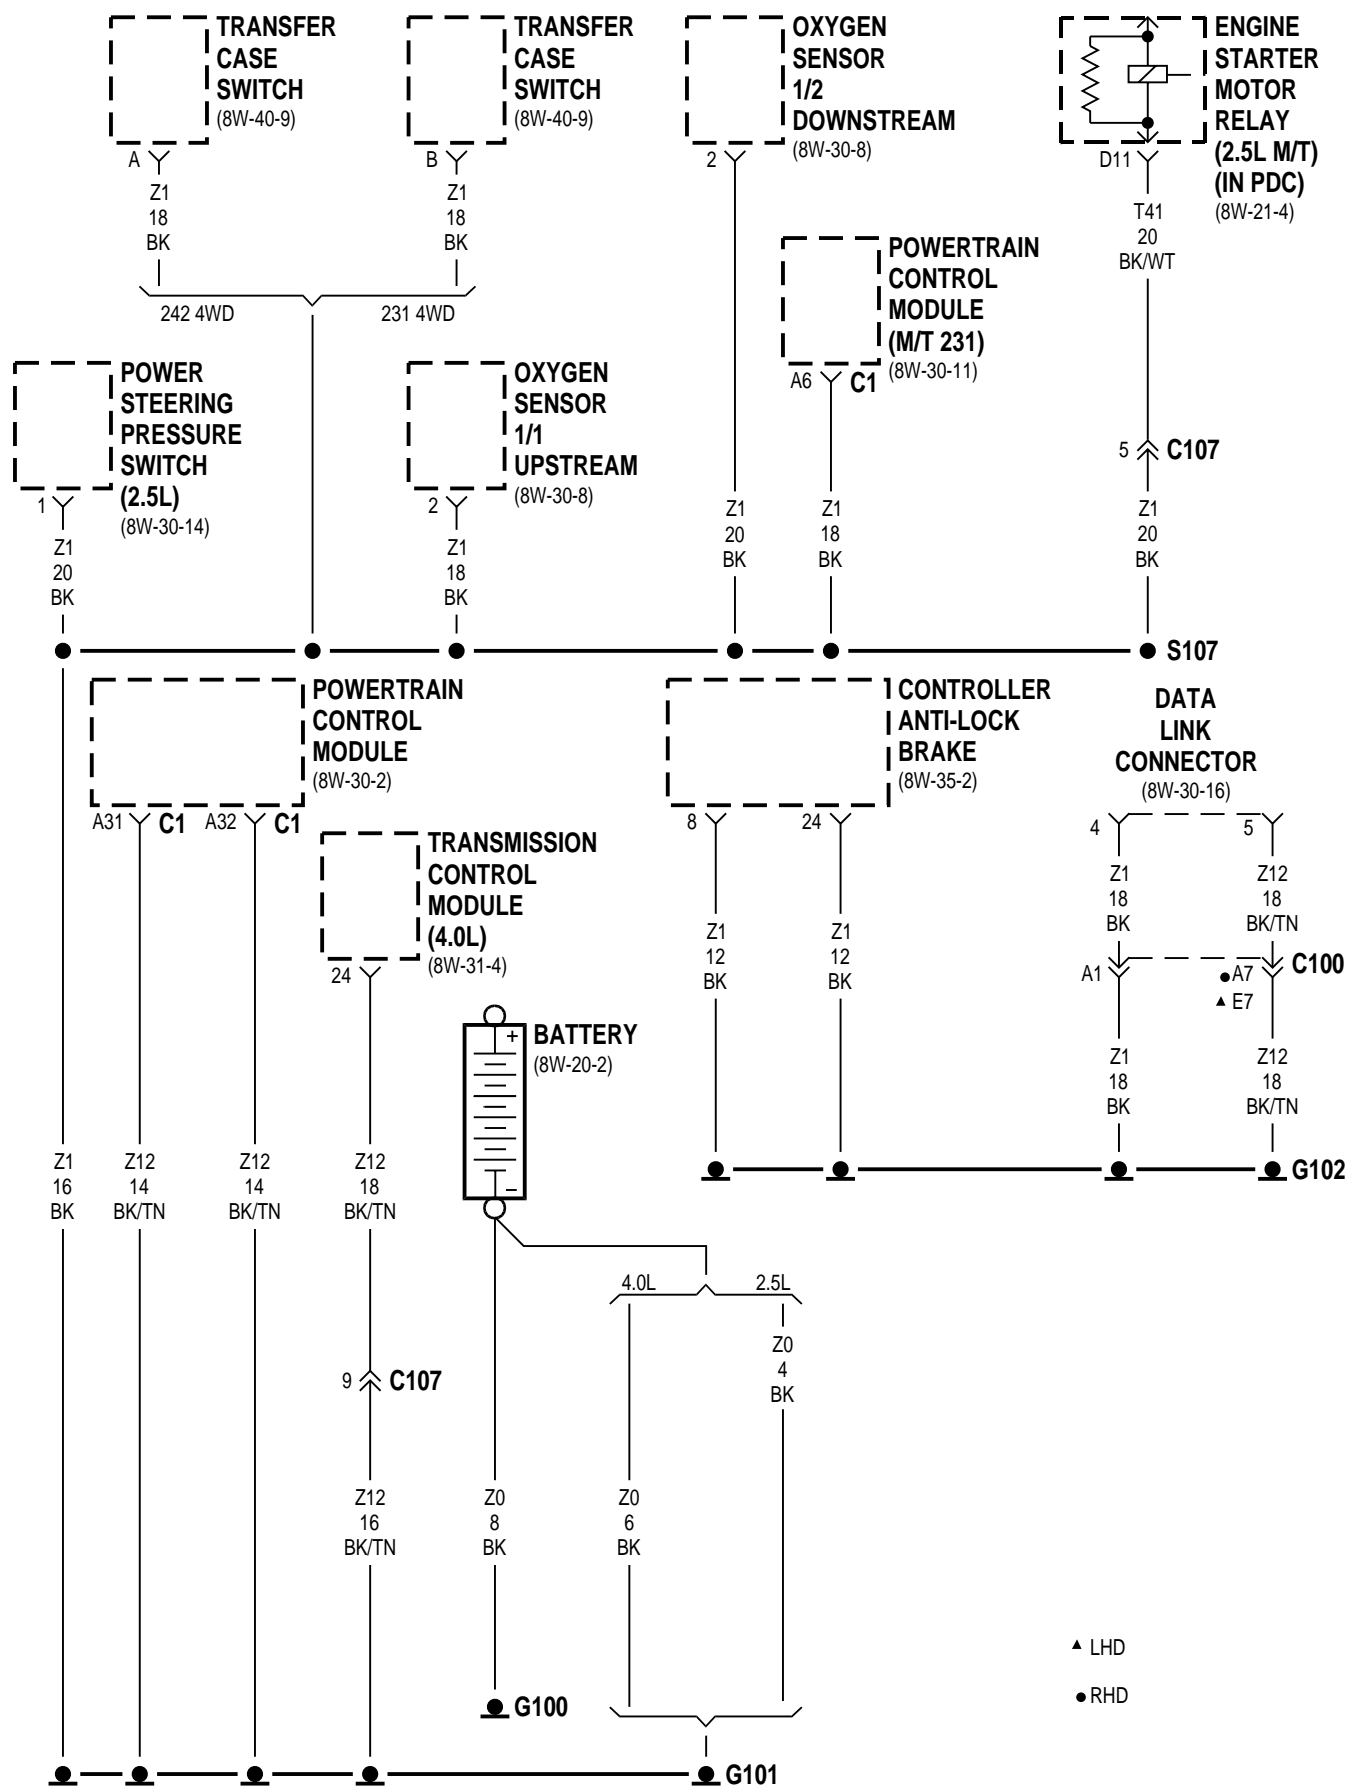 TRANSFER
CASE
SWITCH
(8W-40-9)
A
Z1
18
BK
TRANSFER
CASE
SWITCH
(8W-40-9)
B
Z1
18
BK
242 4WD
231 4WD
OXYGEN
SENSOR
1/2
DOWNSTREAM
(8W-30-8)
2
Z1
20
BK
ENGINE
STARTER
MOTOR
RELAY
(2.5L M/T)
(IN PDC)
(8W-21-4)
D11
T41
20
BK/WT
5
C107
Z1
20
BK
POWERTRAIN
CONTROL
MODULE
(M/T 231)
(8W-30-11)
A6
C1
Z1
18
BK
POWER
STEERING
PRESSURE
SWITCH
(2.5L)
(8W-30-14)
1
Z1
20
BK
OXYGEN
SENSOR
1/1
UPSTREAM
(8W-30-8)
2
Z1
18
BK
S107
POWERTRAIN
CONTROL
MODULE
(8W-30-2)
A31
C1
A32
C1
TRANSMISSION
CONTROL
MODULE
(4.0L)
(8W-31-4)
24
CONTROLLER
ANTI-LOCK
BRAKE
(8W-35-2)
8
24
Z1
12
BK
Z1
12
BK
DATA
LINK
CONNECTOR
(8W-30-16)
4
5
Z1
18
BK
Z12
18
BK/TN
A1
A7
E7
C100
Z1
18
BK
Z12
18
BK/TN
G102
BATTERY
(8W-20-2)
+
–
Z1
16
BK
Z12
14
BK/TN
Z12
14
BK/TN
Z12
18
BK/TN
9
C107
Z12
16
BK/TN
4.0L
2.5L
Z0
4
BK
Z0
8
BK
Z0
6
BK
G100
G101
▲ LHD
● RHD